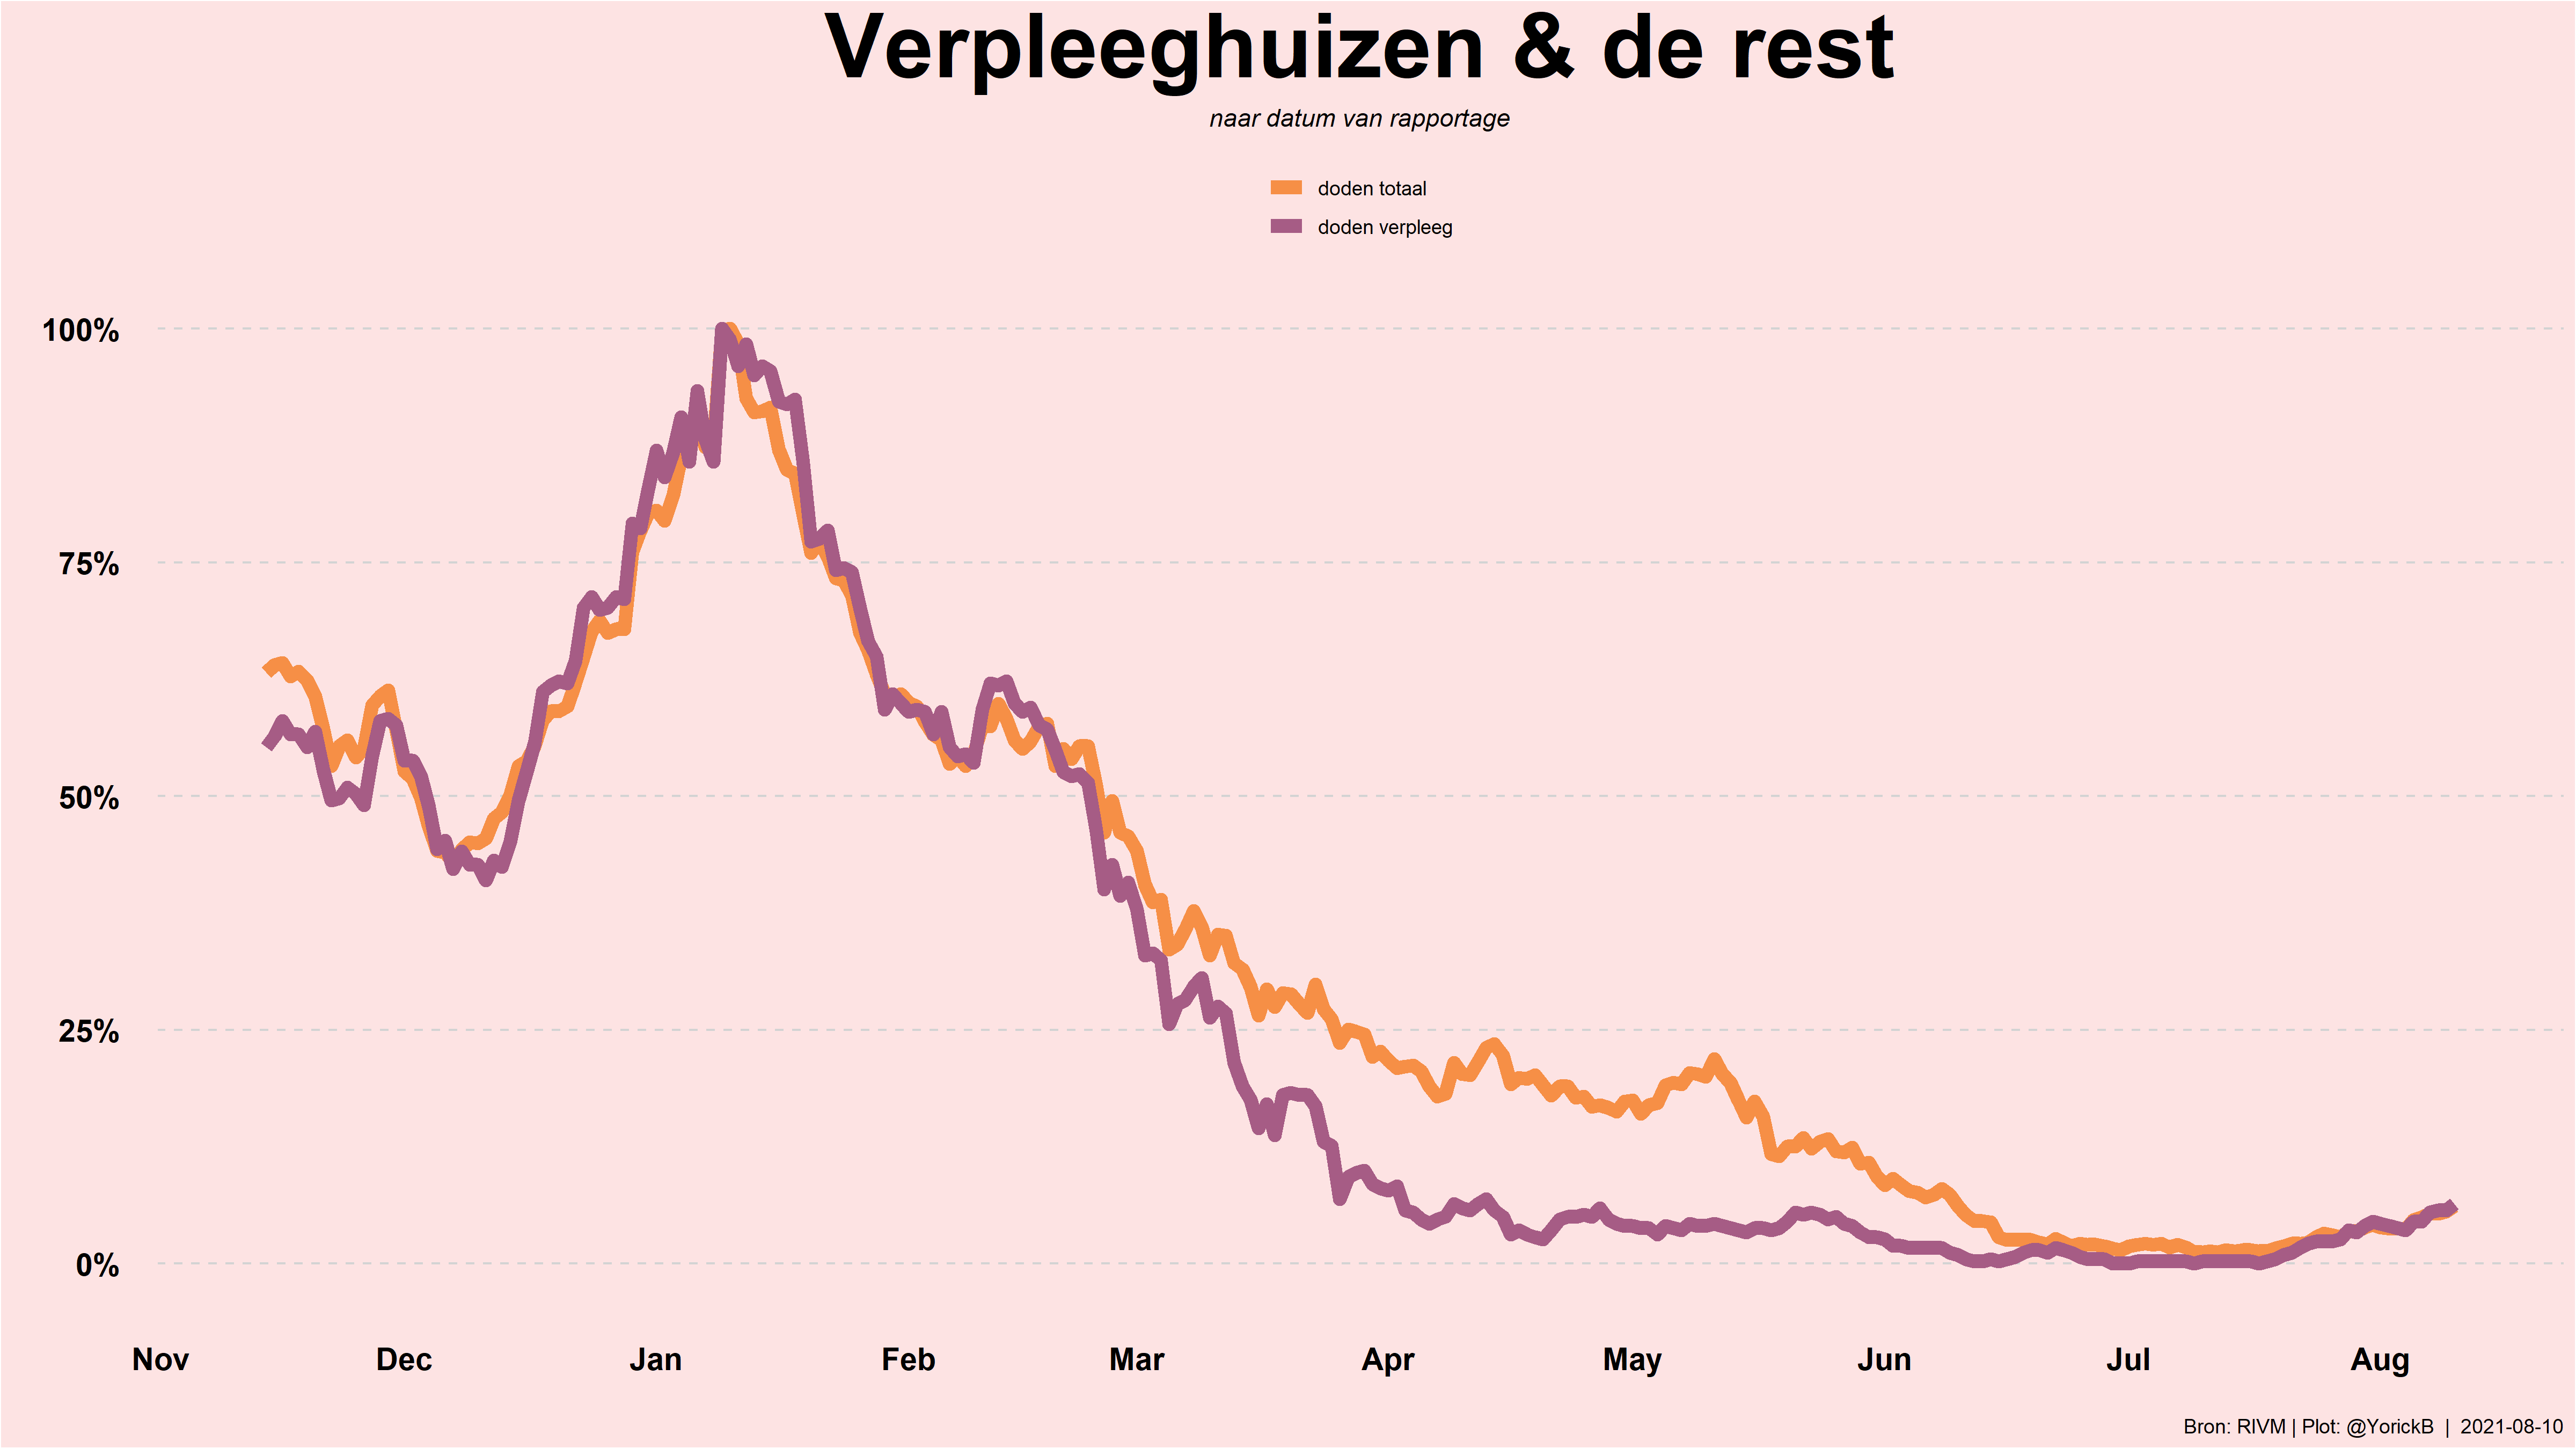 Verpleeghuizen & de rest
naar datum van rapportage
doden totaal
doden verpleeg
100%
75%
50%
25%
0%
Nov Dec Jan Feb Mar Apr May Jun Jul Aug
Bron: RIVM | Plot: @YorickB | 2021-08-10